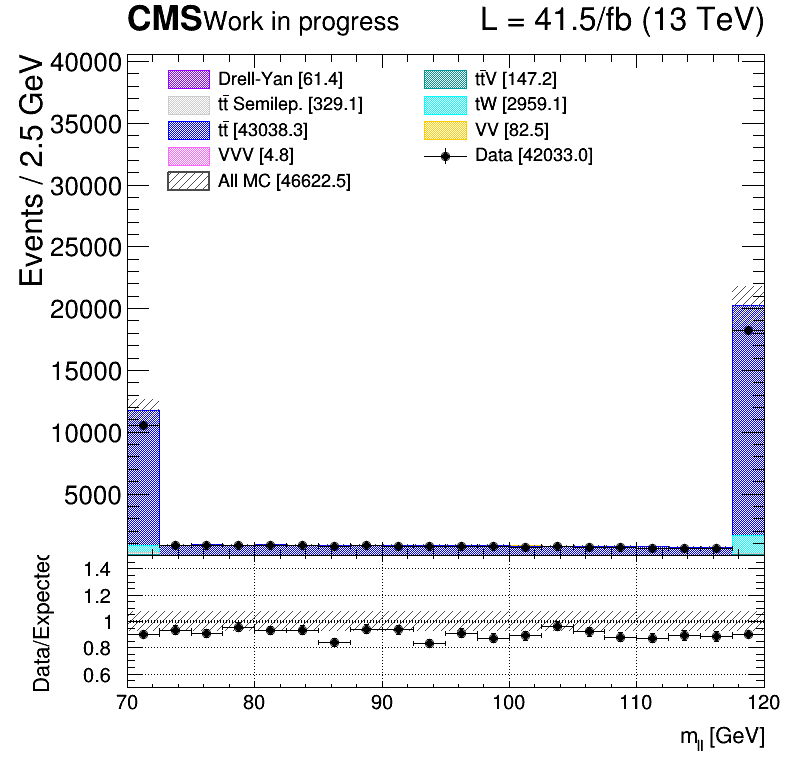 CMS Work in progress L = 41.5/fb (13 TeV)
Events / 2.5 GeV
40000
35000
30000
25000
20000
15000
10000
5000
Drell-Yan [61.4]
tt̄ Semilep. [329.1]
tt̄ [43038.3]
VVV [4.8]
All MC [46622.5]
tt̄V [147.2]
tW [2959.1]
VV [82.5]
Data [42033.0]
Data/Expected
1.4
1.2
1
0.8
0.6
70 80 90 100 110 120
m_ll [GeV]